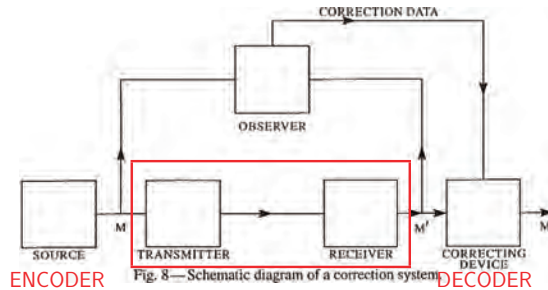 CORRECTION DATA
OBSERVER
M
M'
M
SOURCE
TRANSMITTER
RECEIVER
CORRECTING
DEVICE
ENCODER
Fig. 8—Schematic diagram of a correction system.
DECODER